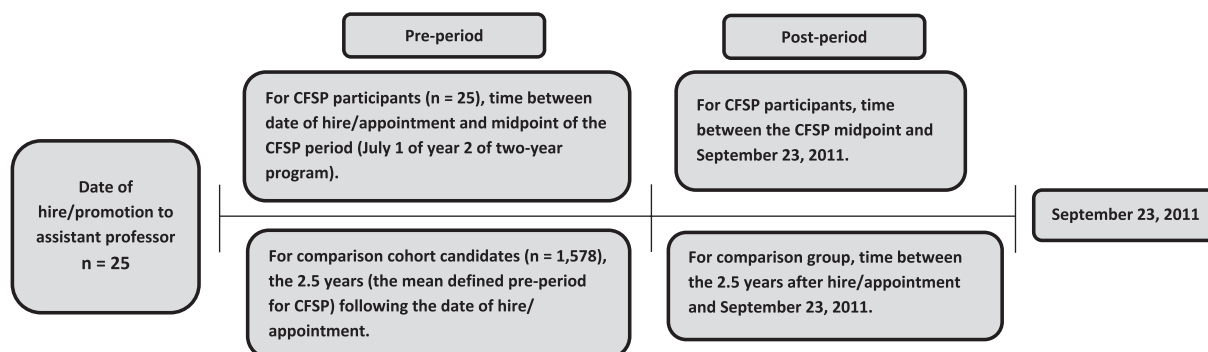 Pre-period
Post-period
For CFSP participants (n = 25), time between
date of hire/appointment and midpoint of the
CFSP period (July 1 of year 2 of two-year
program).
For CFSP participants, time
between the CFSP midpoint and
September 23, 2011.
Date of
hire/promotion to
assistant professor
n = 25
September 23, 2011
For comparison cohort candidates (n = 1,578),
the 2.5 years (the mean defined pre-period
for CFSP) following the date of hire/
appointment.
For comparison group, time between
the 2.5 years after hire/appointment
and September 23, 2011.